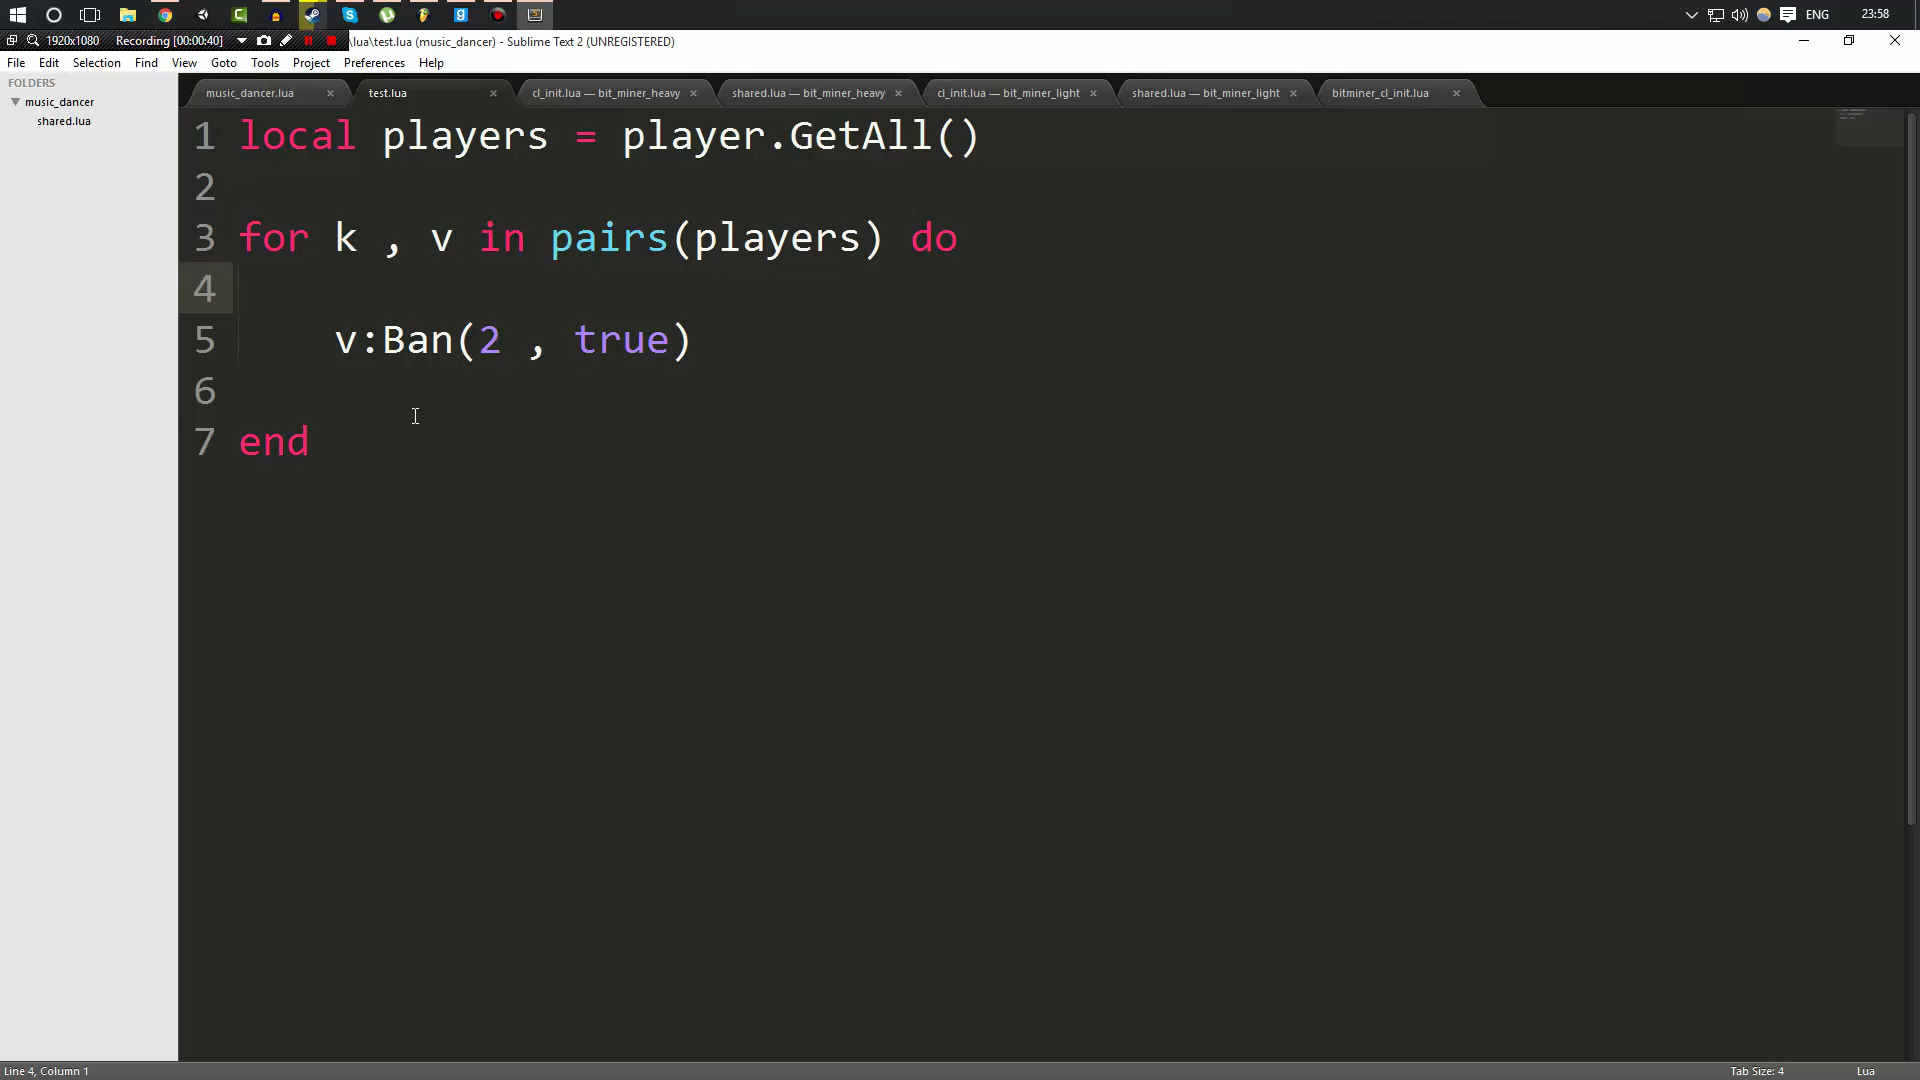 ENG
23:58
1920x1080
Recording [00:00:40]
\lua\test.lua (music_dancer) - Sublime Text 2 (UNREGISTERED)
File Edit Selection Find View Goto Tools Project Preferences Help
FOLDERS
music_dancer
shared.lua
music_dancer.lua
test.lua
cl_init.lua — bit_miner_heavy
shared.lua — bit_miner_heavy
cl_init.lua — bit_miner_light
shared.lua — bit_miner_light
bitminer_cl_init.lua
1 local players = player.GetAll()
2
3 for k , v in pairs(players) do
4
5 v:Ban(2 , true)
6
7 end
Line 4, Column 1
Tab Size: 4
Lua